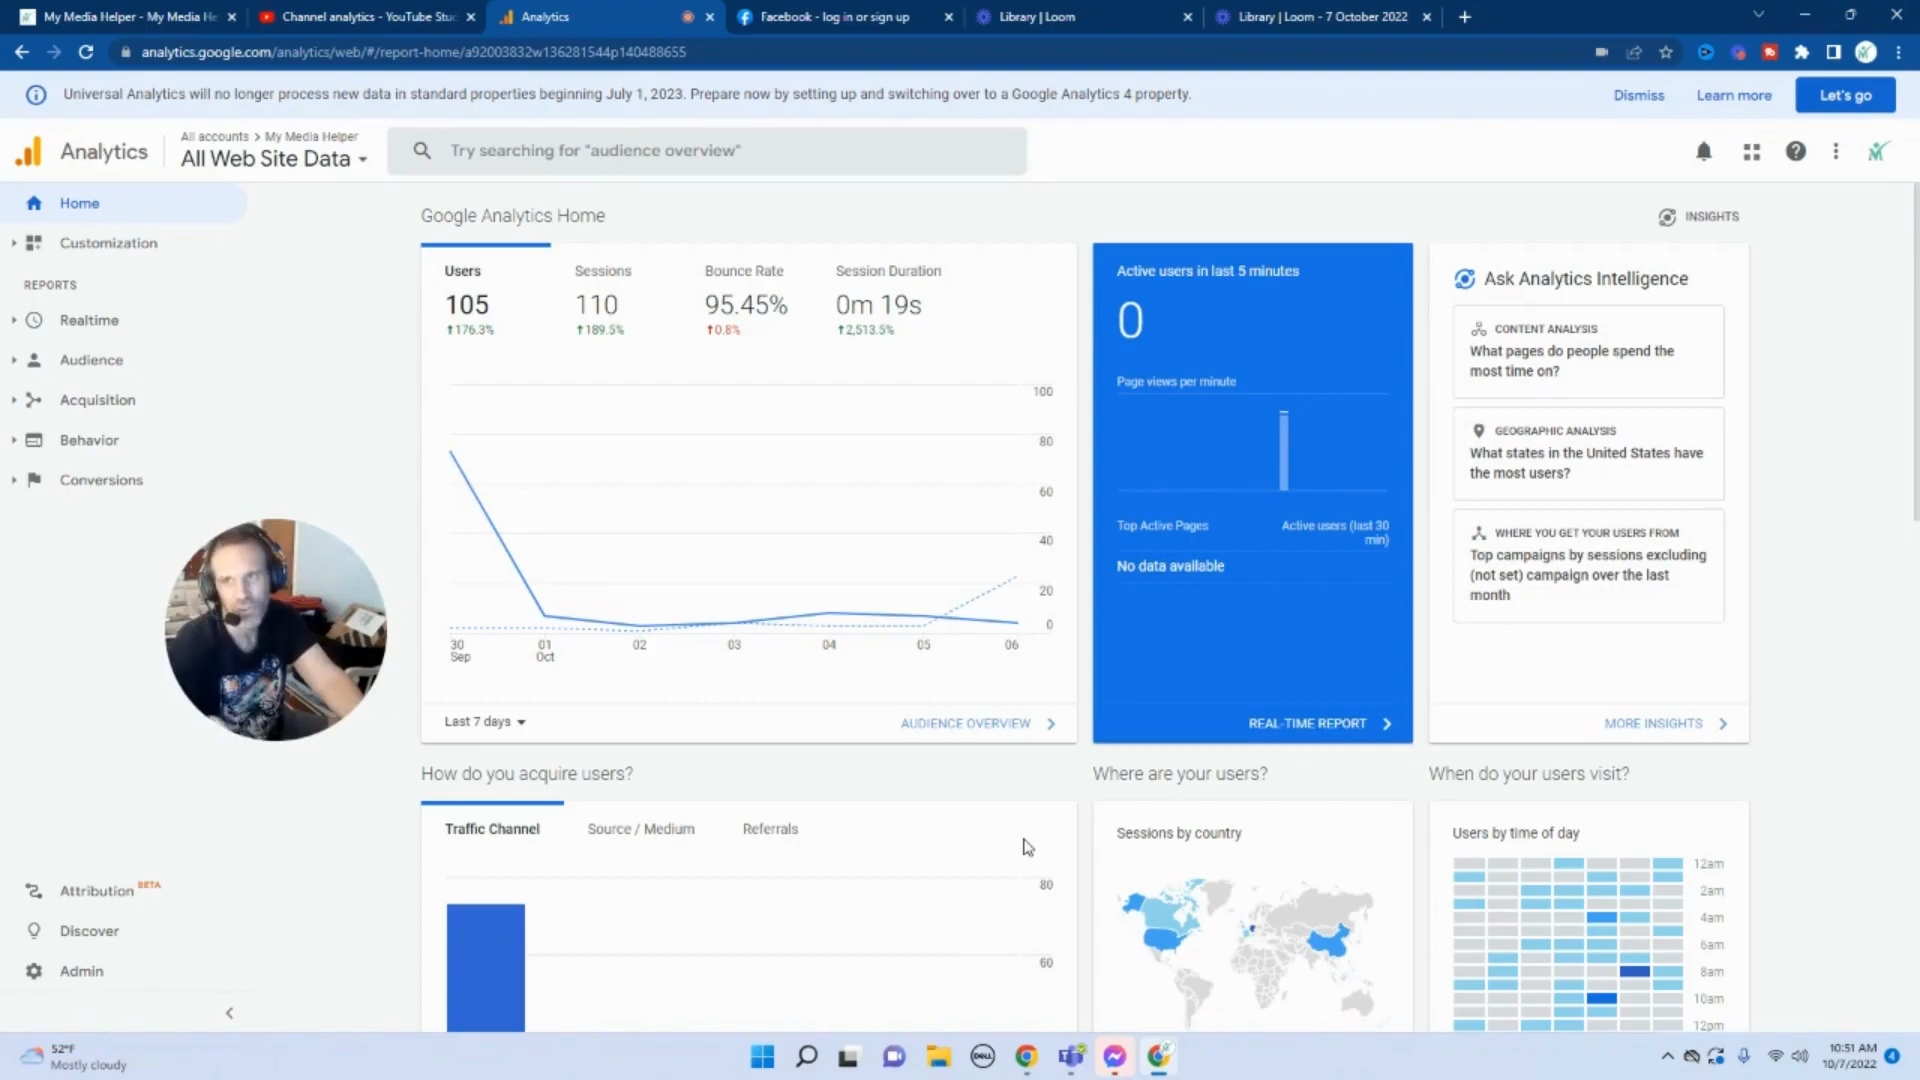 My Media Helper - My Media He
Channel analytics - YouTube Stud
Analytics
Facebook - log in or sign up
Library | Loom
Library | Loom - 7 October 2022
analytics.google.com/analytics/web/#/report-home/a92003832w136281544p140488655
Universal Analytics will no longer process new data in standard properties beginning July 1, 2023. Prepare now by setting up and switching over to a Google Analytics 4 property.
Dismiss
Learn more
Let's go
Analytics
All accounts > My Media Helper
All Web Site Data
Try searching for "audience overview"
Home
Customization
REPORTS
Realtime
Audience
Acquisition
Behavior
Conversions
Attribution BETA
Discover
Admin
Google Analytics Home
INSIGHTS
Users
105
176.3%
Sessions
110
189.5%
Bounce Rate
95.45%
0.8%
Session Duration
0m 19s
2,513.5%
100
80
60
40
20
0
30
Sep
01
Oct
02
03
04
05
06
Last 7 days
AUDIENCE OVERVIEW
Active users in last 5 minutes
0
Page views per minute
Top Active Pages
Active users (last 30
min)
No data available
REAL-TIME REPORT
Ask Analytics Intelligence
CONTENT ANALYSIS
What pages do people spend the
most time on?
GEOGRAPHIC ANALYSIS
What states in the United States have
the most users?
WHERE YOU GET YOUR USERS FROM
Top campaigns by sessions excluding
(not set) campaign over the last
month
MORE INSIGHTS
How do you acquire users?
Traffic Channel
Source / Medium
Referrals
80
60
Where are your users?
Sessions by country
When do your users visit?
Users by time of day
12am
2am
4am
6am
8am
10am
12pm
52°F
Mostly cloudy
DELL
10:51 AM
10/7/2022
4